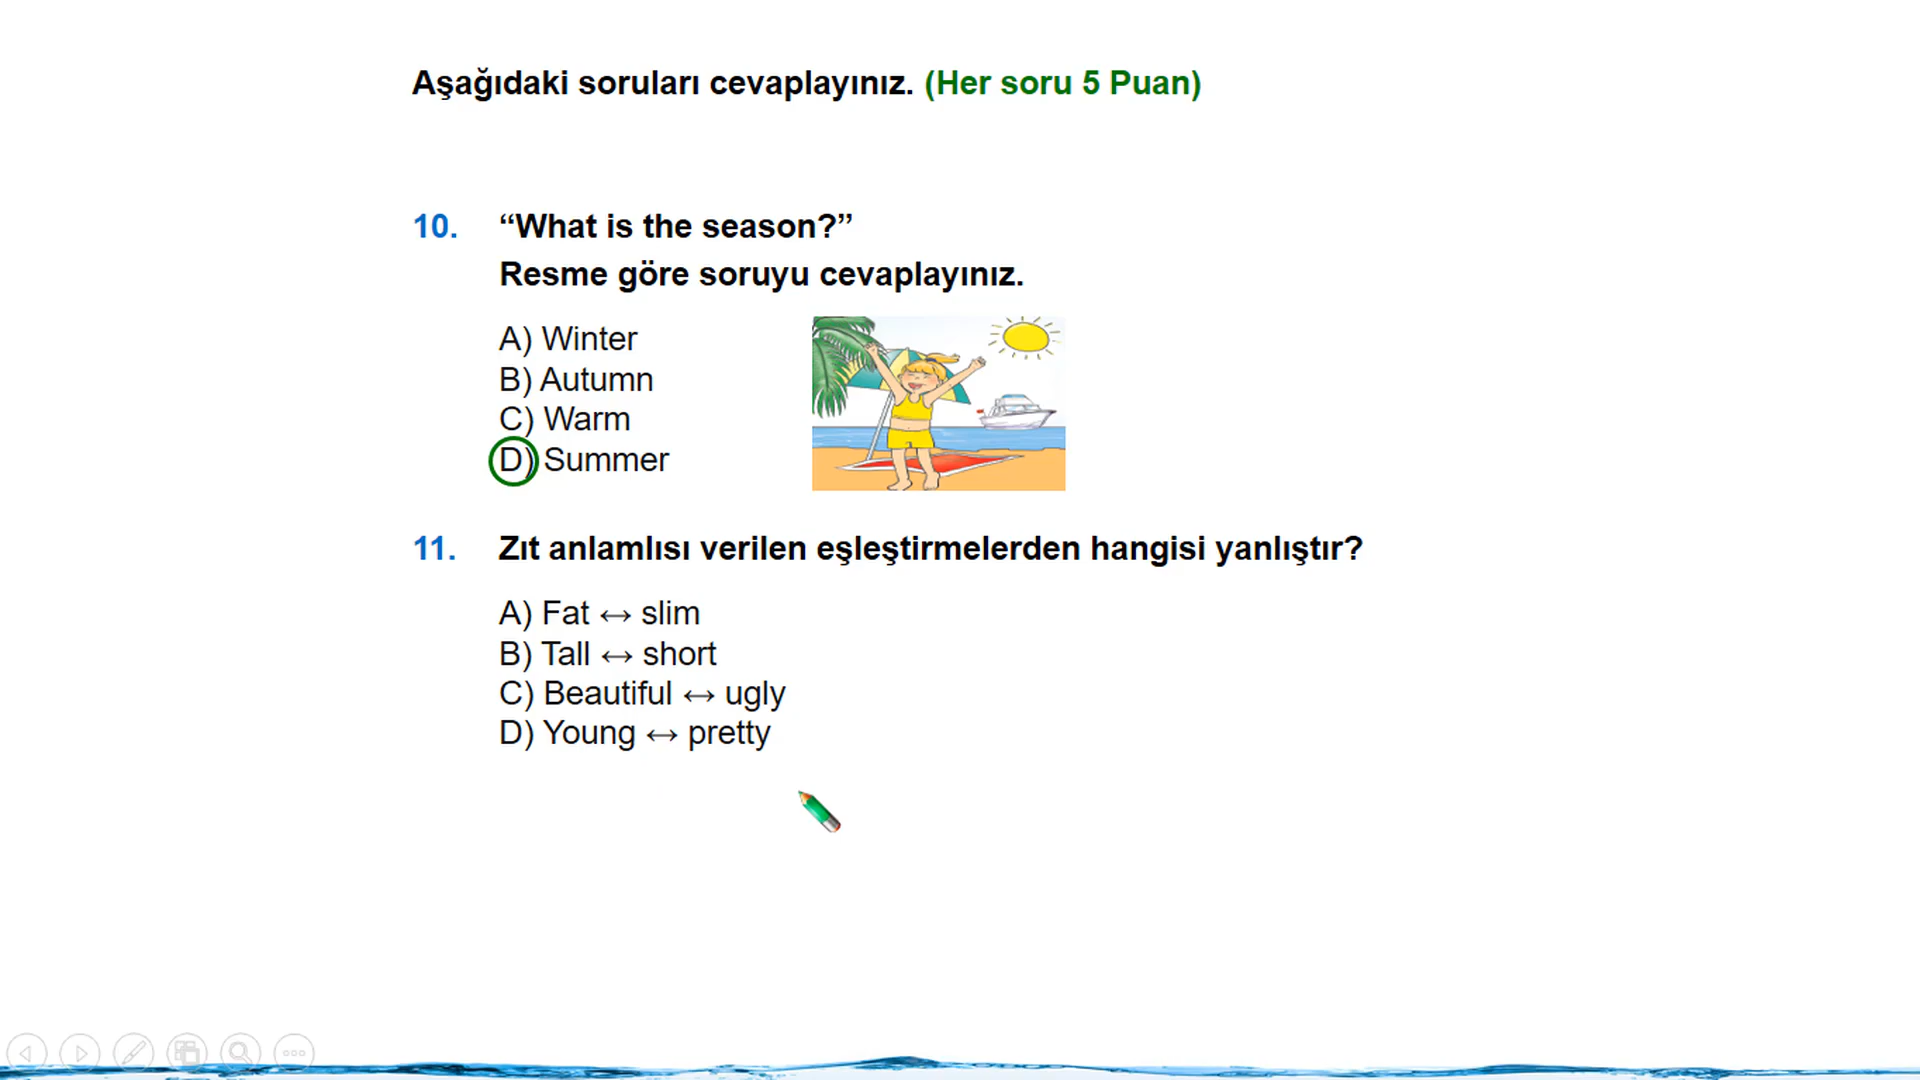 Aşağıdaki soruları cevaplayınız. (Her soru 5 Puan)
10. “What is the season?”
Resme göre soruyu cevaplayınız.
A) Winter
B) Autumn
C) Warm
D) Summer
11. Zıt anlamlısı verilen eşleştirmelerden hangisi yanlıştır?
A) Fat ↔ slim
B) Tall ↔ short
C) Beautiful ↔ ugly
D) Young ↔ pretty